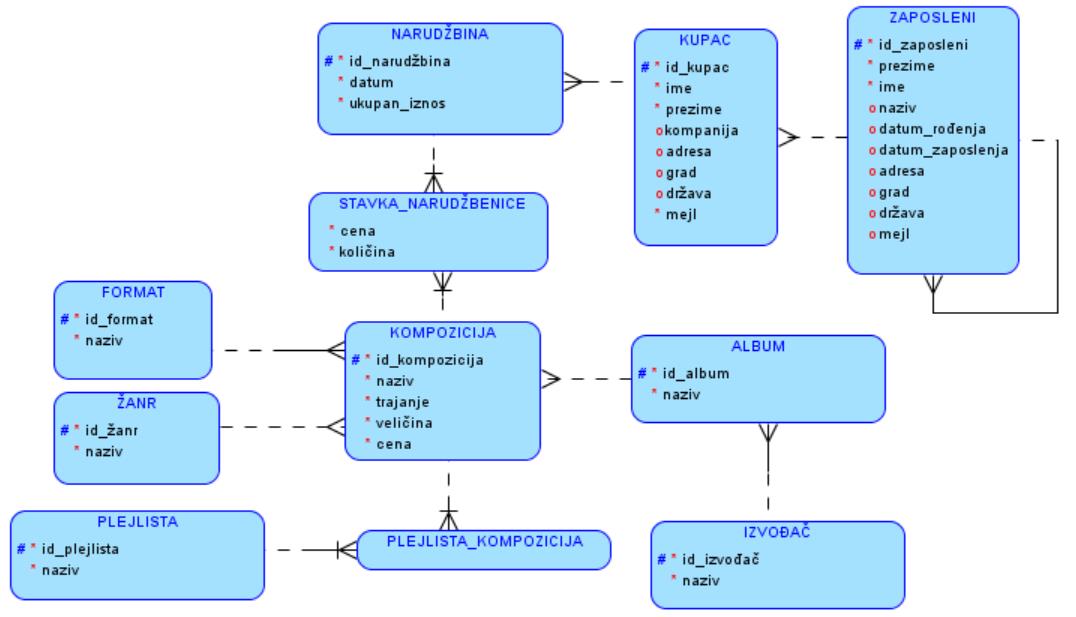 NARUDŽBINA
# * id_narudžbina
* datum
* ukupan_iznos
KUPAC
# * id_kupac
* ime
* prezime
o kompanija
o adresa
o grad
o država
* mejl
ZAPOSLENI
# * id_zaposleni
* prezime
* ime
o naziv
o datum_rođenja
o datum_zaposlenja
o adresa
o grad
o država
o mejl
STAVKA_NARUDŽBENICE
* cena
* količina
FORMAT
# * id_format
* naziv
KOMPOZICIJA
# * id_kompozicija
* naziv
* trajanje
* veličina
* cena
ALBUM
# * id_album
* naziv
ŽANR
# * id_žanr
* naziv
PLEJLISTA
# * id_plejlista
* naziv
PLEJLISTA_KOMPOZICIJA
IZVOĐAČ
# * id_izvođač
* naziv